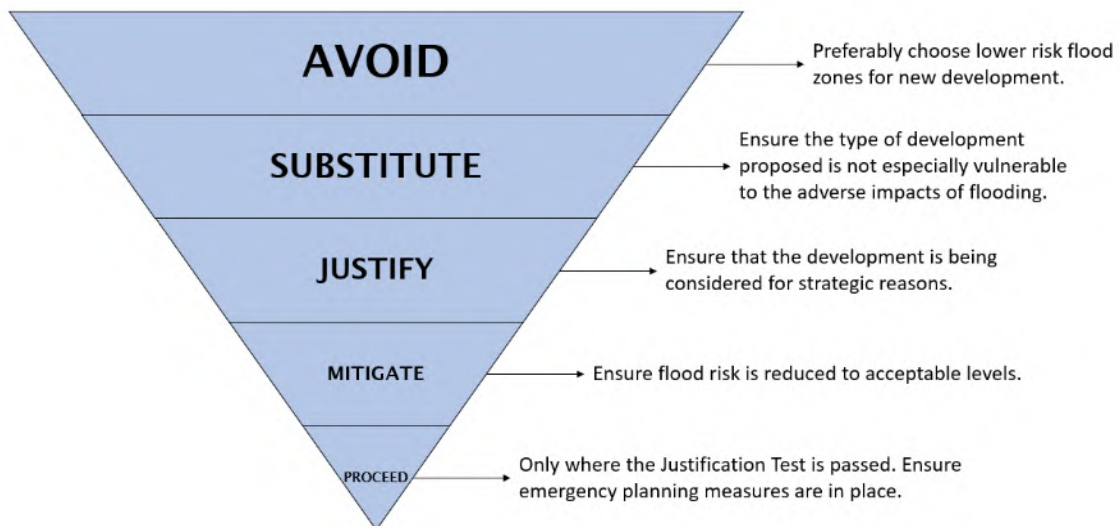 AVOID
Preferably choose lower risk flood
zones for new development.
SUBSTITUTE
Ensure the type of development
proposed is not especially vulnerable
to the adverse impacts of flooding.
JUSTIFY
Ensure that the development is being
considered for strategic reasons.
MITIGATE
Ensure flood risk is reduced to acceptable levels.
PROCEED
Only where the Justification Test is passed. Ensure
emergency planning measures are in place.